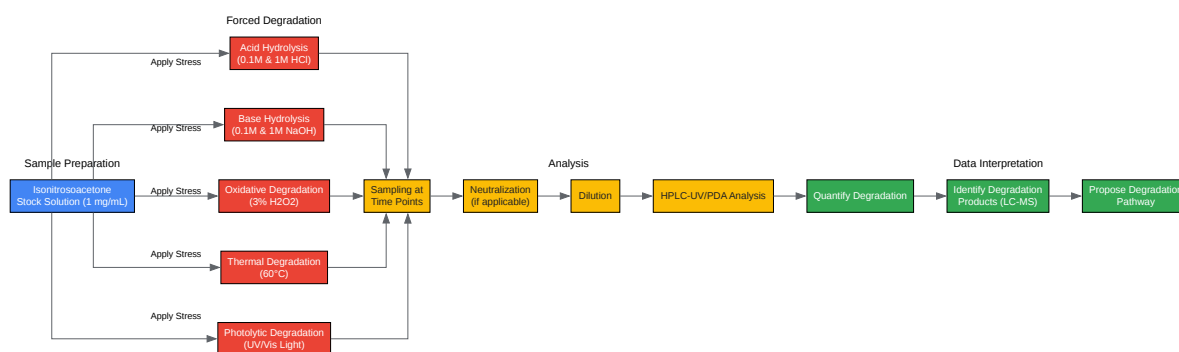 Forced Degradation
Acid Hydrolysis
(0.1M & 1M HCl)
Apply Stress
Base Hydrolysis
(0.1M & 1M NaOH)
Apply Stress
Sample Preparation
Analysis
Data Interpretation
Isonitrosoacetone
Stock Solution (1 mg/mL)
Apply Stress
Oxidative Degradation
(3% H2O2)
Sampling at
Time Points
Neutralization
(if applicable)
Dilution
HPLC-UV/PDA Analysis
Quantify Degradation
Identify Degradation
Products (LC-MS)
Propose Degradation
Pathway
Apply Stress
Thermal Degradation
(60°C)
Apply Stress
Photolytic Degradation
(UV/Vis Light)